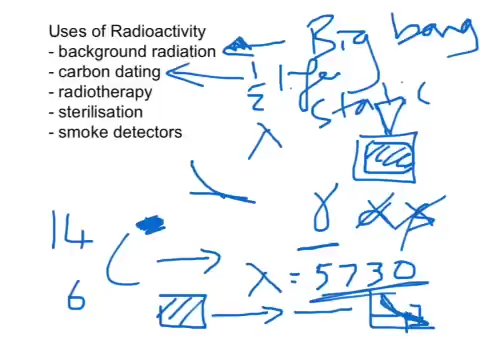 Uses of Radioactivity
- background radiation
- carbon dating
- radiotherapy
- sterilisation
- smoke detectors
Big bang
1/2 life
static
λ
γ α β
14
6 C
λ = 5730